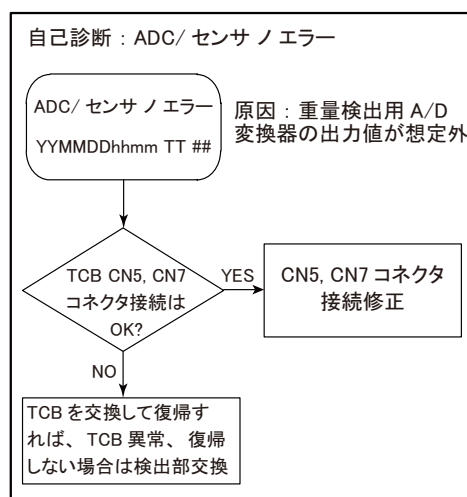 自己診断 : ADC/ センサ ノ エラー
ADC/ センサ ノ エラー
YYMMDDhhmm TT ##
原因 : 重量検出用 A/D
変換器の出力値が想定外
TCB CN5, CN7
コネクタ接続は
OK?
YES
CN5, CN7 コネクタ
接続修正
NO
TCB を交換して復帰す
れば、 TCB 異常、 復帰
しない場合は検出部交換